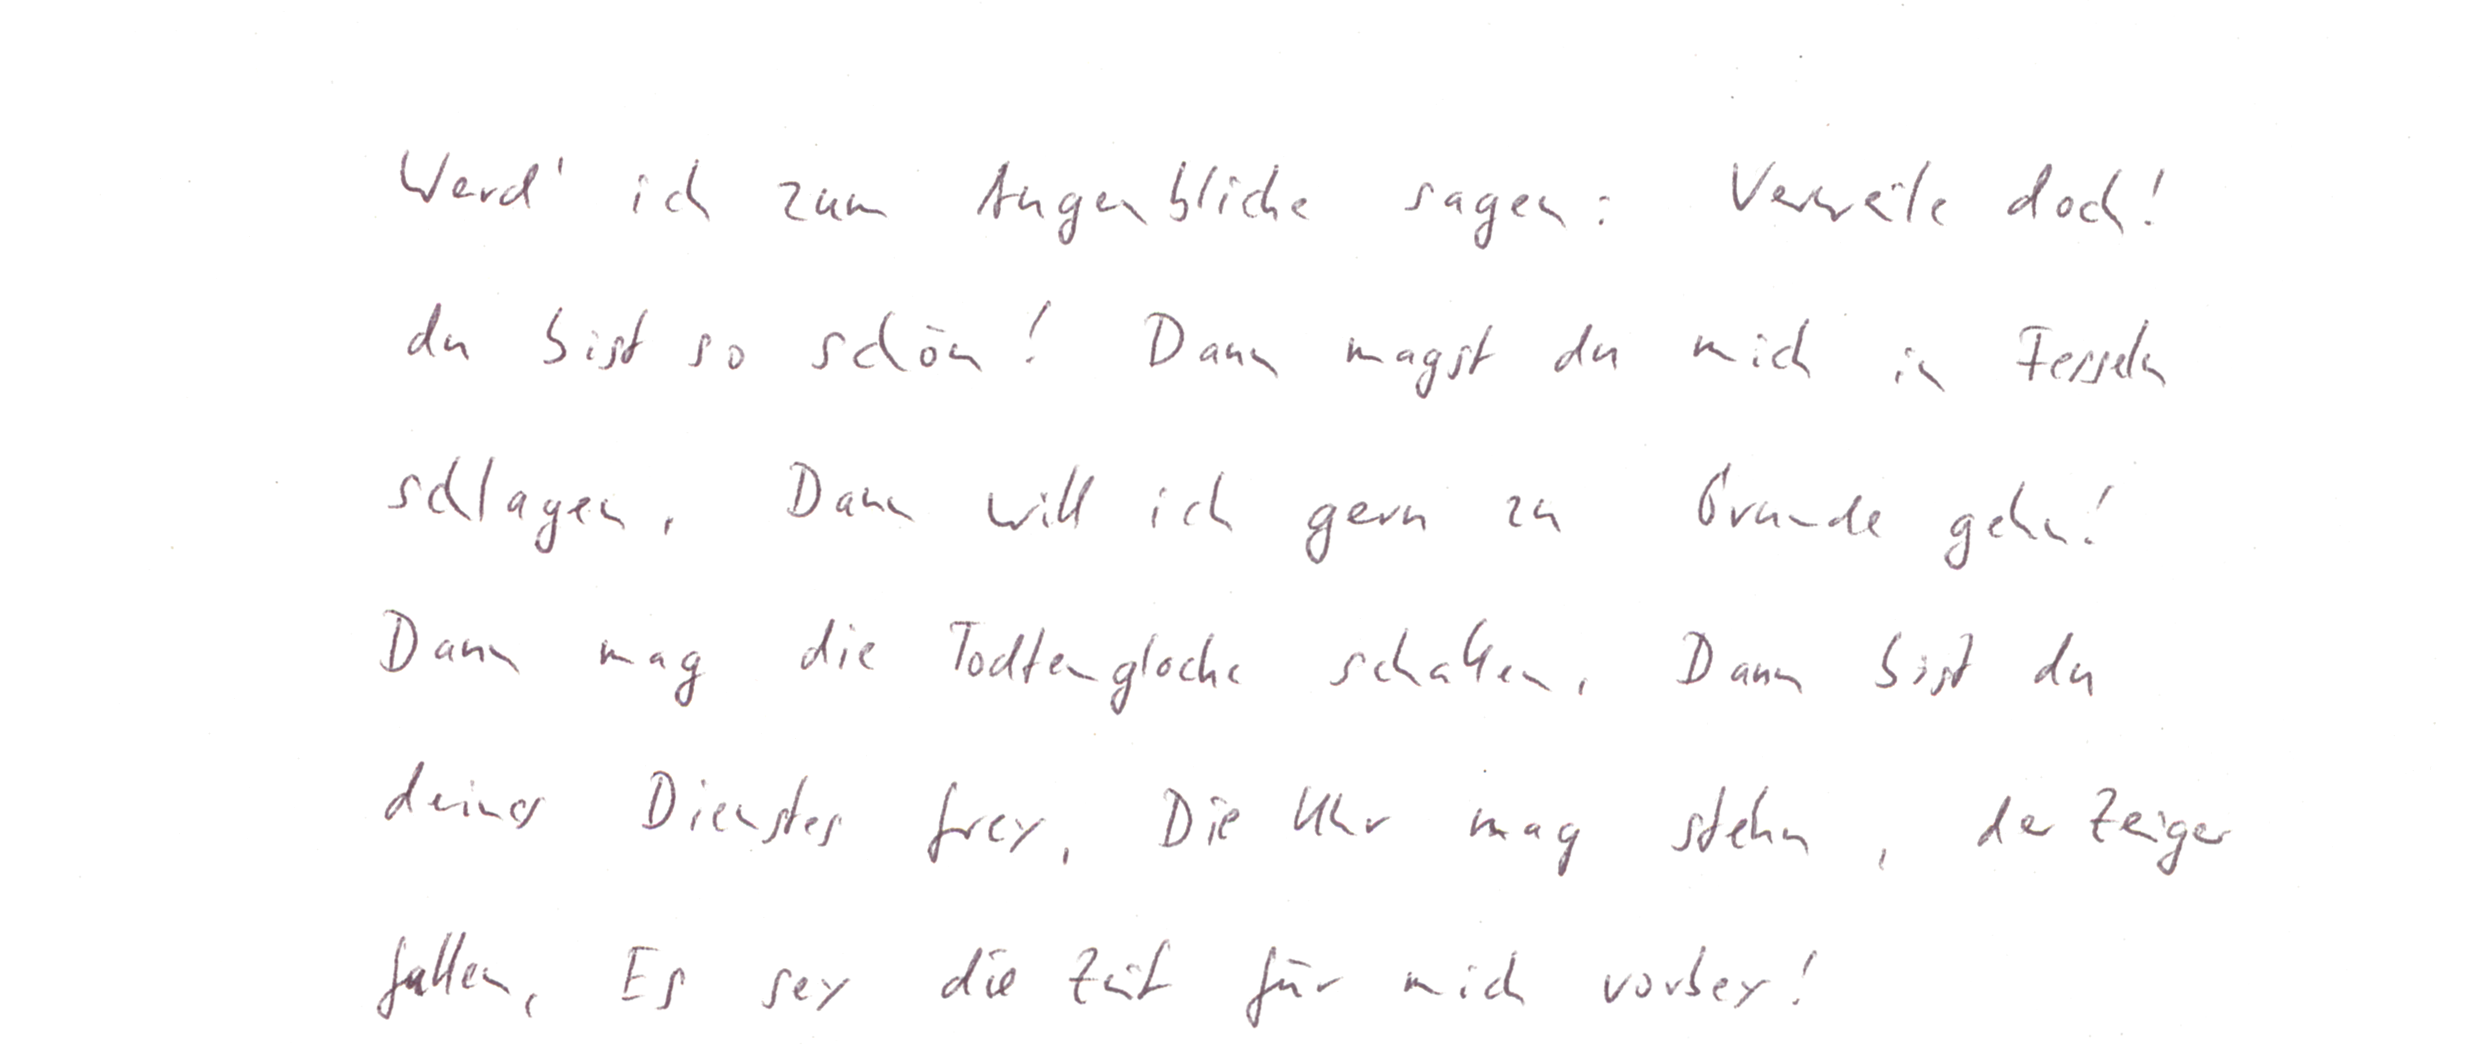 Werd' ich zum Augenblicke sagen: Verweile doch!
du bist so schön! Dann magst du mich in Fesseln
schlagen, Dann will ich gern zu Grunde gehn!
Dann mag die Todtenglocke schallen, Dann bist du
deines Dienstes frey, Die Uhr mag stehn, der Zeiger
fallen, Es sey die Zeit für mich vorbey!